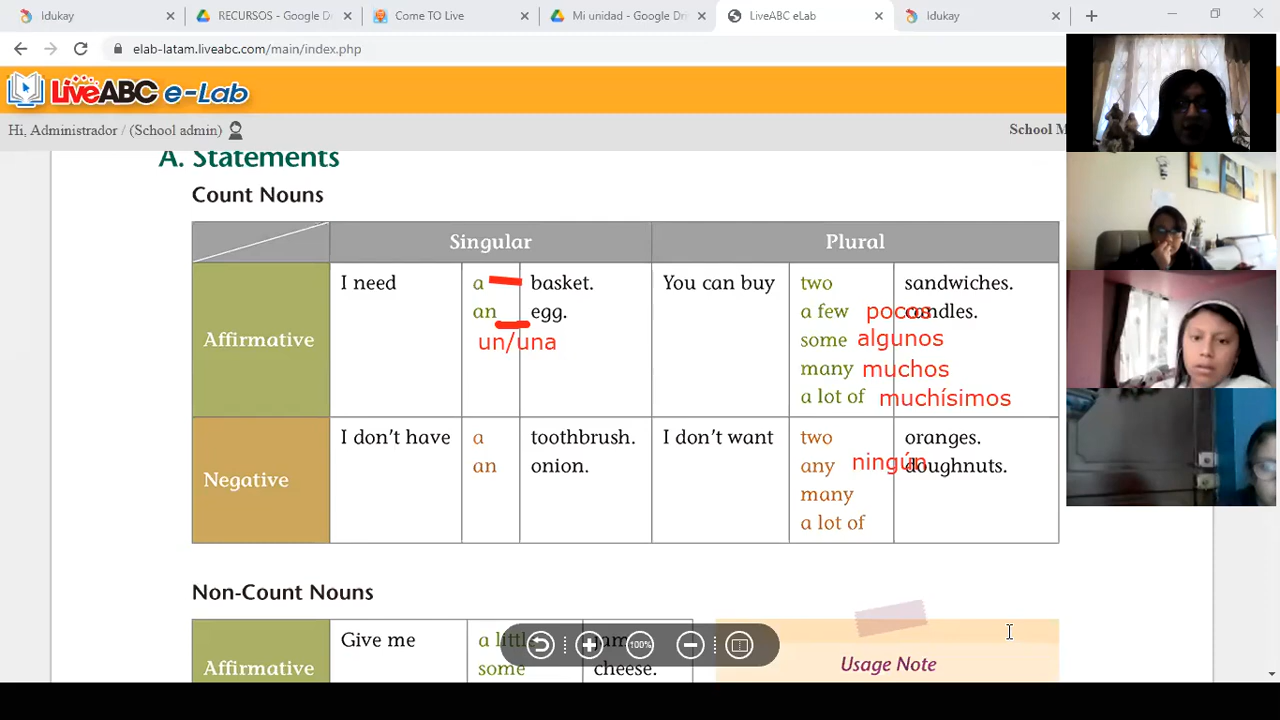 Idukay
RECURSOS - Google Dr
Come TO Live
Mi unidad - Google Driv
LiveABC eLab
Idukay
elab-latam.liveabc.com/main/index.php
LiveABC e-Lab
Hi, Administrador / (School admin)
School M
A. Statements
Count Nouns
Singular
Plural
Affirmative
I need
a
an
un/una
basket.
egg.
You can buy
two
a few pocos
some algunos
many muchos
a lot of muchísimos
sandwiches.
candles.
Negative
I don't have
a
an
toothbrush.
onion.
I don't want
two
any ningún
many
a lot of
oranges.
doughnuts.
Non-Count Nouns
Affirmative
Give me
a little
some
jam.
cheese.
100%
Usage Note